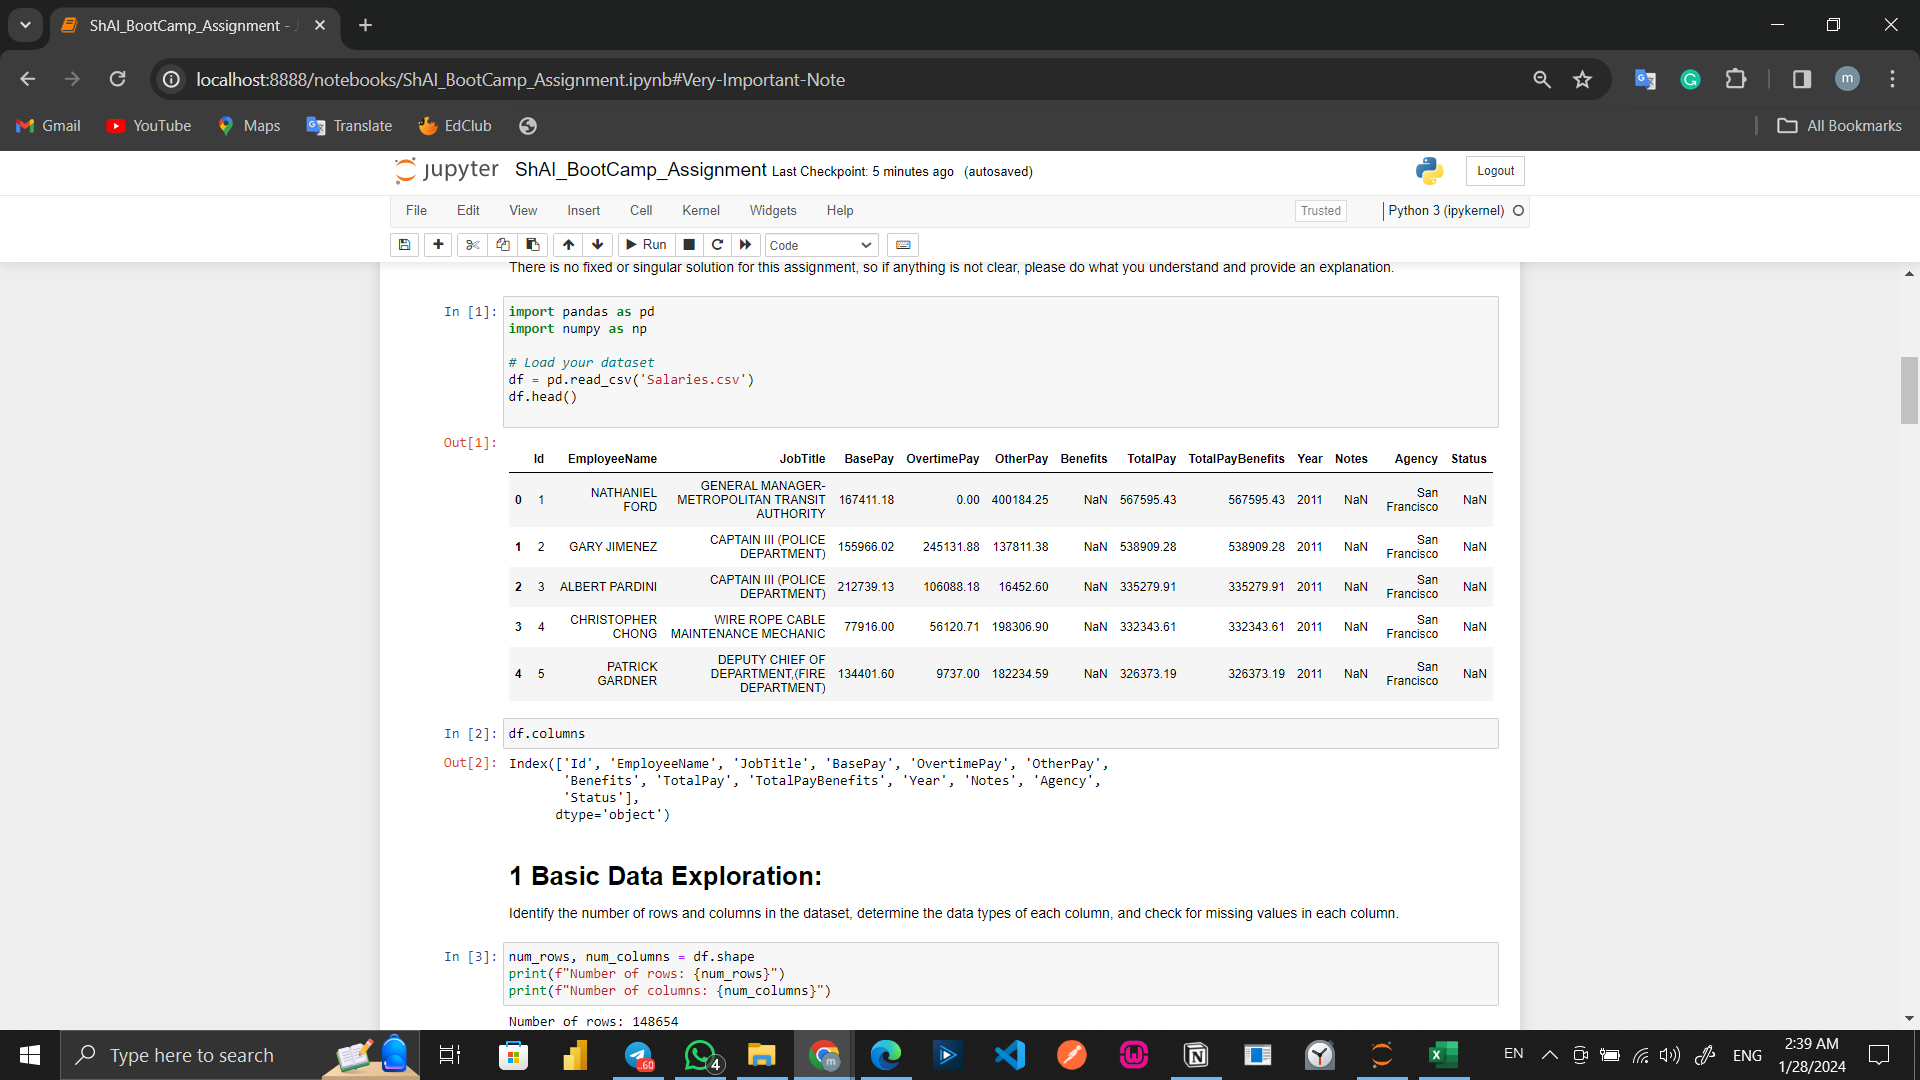 ShAI_BootCamp_Assignment - J
localhost:8888/notebooks/ShAI_BootCamp_Assignment.ipynb#Very-Important-Note
m
Gmail YouTube Maps Translate EdClub All Bookmarks
jupyter ShAI_BootCamp_Assignment Last Checkpoint: 5 minutes ago (autosaved) Logout
File Edit View Insert Cell Kernel Widgets Help Trusted Python 3 (ipykernel)
Run Code
There is no fixed or singular solution for this assignment, so if anything is not clear, please do what you understand and provide an explanation.
In [1]: import pandas as pd
import numpy as np
# Load your dataset
df = pd.read_csv('Salaries.csv')
df.head()
Out[1]:
Id EmployeeName JobTitle BasePay OvertimePay OtherPay Benefits TotalPay TotalPayBenefits Year Notes Agency Status
0 1 NATHANIEL FORD GENERAL MANAGER-METROPOLITAN TRANSIT AUTHORITY 167411.18 0.00 400184.25 NaN 567595.43 567595.43 2011 NaN San Francisco NaN
1 2 GARY JIMENEZ CAPTAIN III (POLICE DEPARTMENT) 155966.02 245131.88 137811.38 NaN 538909.28 538909.28 2011 NaN San Francisco NaN
2 3 ALBERT PARDINI CAPTAIN III (POLICE DEPARTMENT) 212739.13 106088.18 16452.60 NaN 335279.91 335279.91 2011 NaN San Francisco NaN
3 4 CHRISTOPHER CHONG WIRE ROPE CABLE MAINTENANCE MECHANIC 77916.00 56120.71 198306.90 NaN 332343.61 332343.61 2011 NaN San Francisco NaN
4 5 PATRICK GARDNER DEPUTY CHIEF OF DEPARTMENT,(FIRE DEPARTMENT) 134401.60 9737.00 182234.59 NaN 326373.19 326373.19 2011 NaN San Francisco NaN
In [2]: df.columns
Out[2]: Index(['Id', 'EmployeeName', 'JobTitle', 'BasePay', 'OvertimePay', 'OtherPay',
'Benefits', 'TotalPay', 'TotalPayBenefits', 'Year', 'Notes', 'Agency',
'Status'],
dtype='object')
1 Basic Data Exploration:
Identify the number of rows and columns in the dataset, determine the data types of each column, and check for missing values in each column.
In [3]: num_rows, num_columns = df.shape
print(f"Number of rows: {num_rows}")
print(f"Number of columns: {num_columns}")
Number of rows: 148654
Type here to search
..60 4 m EN ENG 2:39 AM
1/28/2024